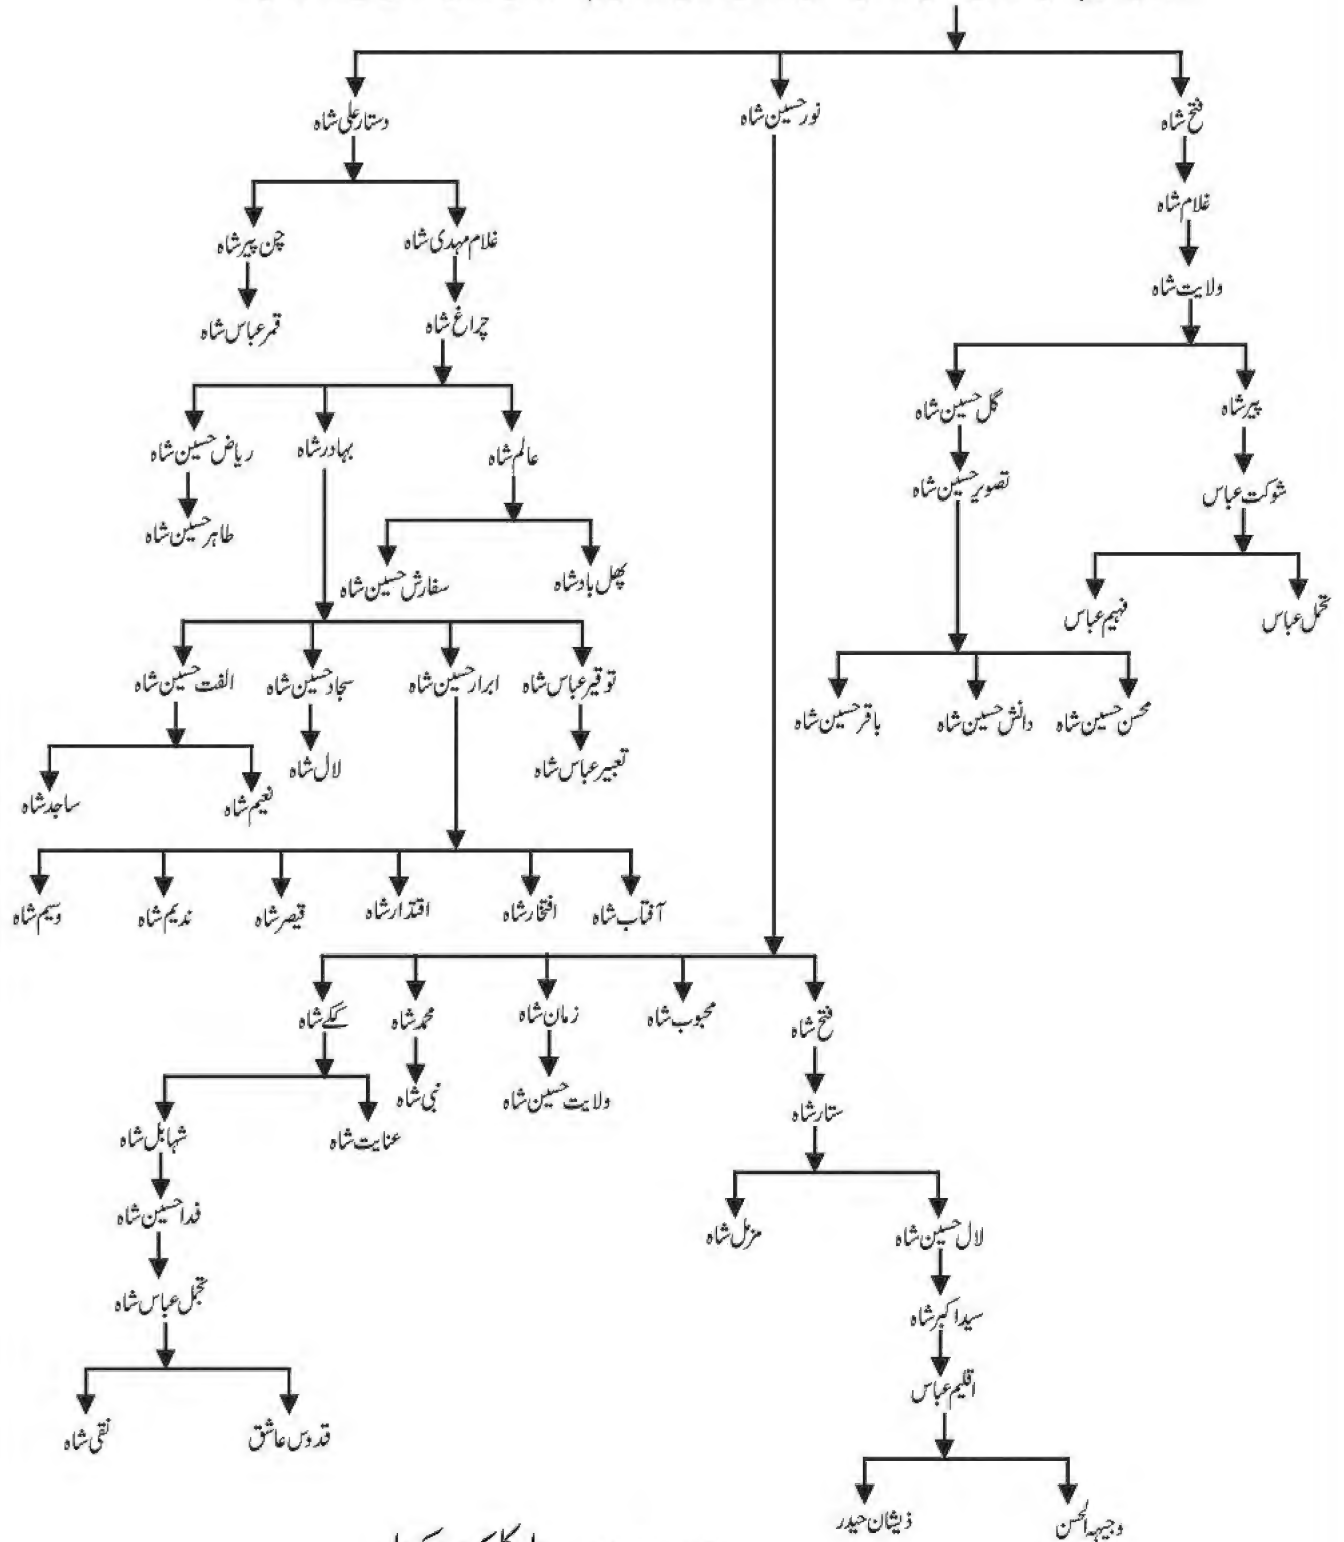 فتح شاہ
نور حسین شاہ
دستار علی شاہ
غلام شاہ
غلام مہدی شاہ
چن پیر شاہ
ولایت شاہ
چراغ شاہ
قمر عباس شاہ
پیر شاہ
گل حسین شاہ
عالم شاہ
بہادر شاہ
ریاض حسین شاہ
شوکت عباس
تصویر حسین شاہ
طاہر حسین شاہ
پھل بادشاہ
سفارش حسین شاہ
تحمل عباس
فہیم عباس
توقیر عباس شاہ
ابرار حسین شاہ
سجاد حسین شاہ
الفت حسین شاہ
محسن حسین شاہ
دانش حسین شاہ
باقر حسین شاہ
تعبیر عباس شاہ
لال شاہ
نعیم شاہ
ساجد شاہ
آفتاب شاہ
افتخار شاہ
اقتدار شاہ
قیصر شاہ
ندیم شاہ
وسیم شاہ
فتح شاہ
محبوب شاہ
زمان شاہ
محمد شاہ
ککے شاہ
ستار شاہ
ولایت حسین شاہ
نبی شاہ
عنایت شاہ
شہابل شاہ
لال حسین شاہ
مزمل شاہ
فدا حسین شاہ
سید اکبر شاہ
تجمل عباس شاہ
اقلیم عباس
قدوس عاشق
نقی شاہ
وجیہہ الحسن
ذیشان حیدر